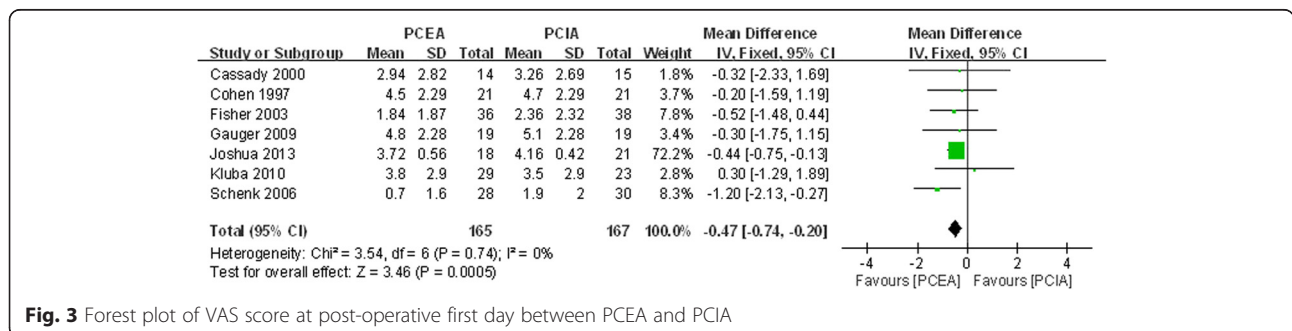 PCEA PCIA Mean Difference Mean Difference
Study or Subgroup Mean SD Total Mean SD Total Weight IV, Fixed, 95% CI IV, Fixed, 95% CI
Cassady 2000 2.94 2.82 14 3.26 2.69 15 1.8% -0.32 [-2.33, 1.69]
Cohen 1997 4.5 2.29 21 4.7 2.29 21 3.7% -0.20 [-1.59, 1.19]
Fisher 2003 1.84 1.87 36 2.36 2.32 38 7.8% -0.52 [-1.48, 0.44]
Gauger 2009 4.8 2.28 19 5.1 2.28 19 3.4% -0.30 [-1.75, 1.15]
Joshua 2013 3.72 0.56 18 4.16 0.42 21 72.2% -0.44 [-0.75, -0.13]
Kluba 2010 3.8 2.9 29 3.5 2.9 23 2.8% 0.30 [-1.29, 1.89]
Schenk 2006 0.7 1.6 28 1.9 2 30 8.3% -1.20 [-2.13, -0.27]
Total (95% CI) 165 167 100.0% -0.47 [-0.74, -0.20]
Heterogeneity: Chi² = 3.54, df = 6 (P = 0.74); I² = 0%
Test for overall effect: Z = 3.46 (P = 0.0005)
-4 -2 0 2 4
Favours [PCEA] Favours [PCIA]
Fig. 3 Forest plot of VAS score at post-operative first day between PCEA and PCIA